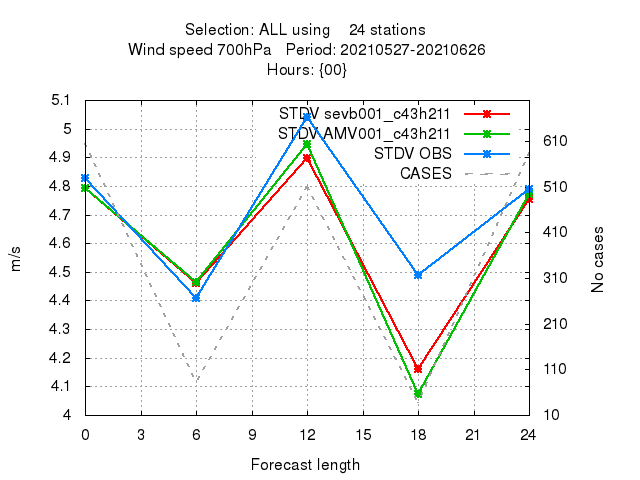 Selection: ALL using    24 stations
Wind speed 700hPa   Period: 20210527-20210626
Hours: {00}
STDV sevb001_c43h211
STDV AMV001_c43h211
STDV OBS
CASES
5.1
5
4.9
4.8
4.7
4.6
4.5
4.4
4.3
4.2
4.1
4
m/s
610
510
410
310
210
110
10
No cases
0 3 6 9 12 15 18 21 24
Forecast length